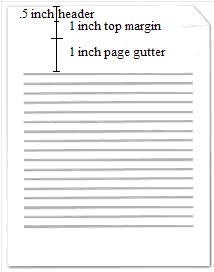 .5 inch header
1 inch top margin
1 inch page gutter